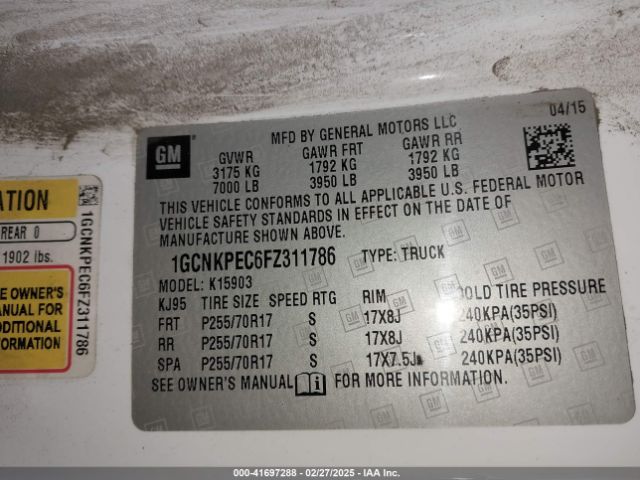 04/15
GM
MFD BY GENERAL MOTORS LLC
GVWR GAWR FRT GAWR RR
3175 KG 1792 KG 1792 KG
7000 LB 3950 LB 3950 LB
THIS VEHICLE CONFORMS TO ALL APPLICABLE U.S. FEDERAL MOTOR
VEHICLE SAFETY STANDARDS IN EFFECT ON THE DATE OF
MANUFACTURE SHOWN ABOVE.
1GCNKPEC6FZ311786 TYPE: TRUCK
MODEL: K15903
KJ95 TIRE SIZE SPEED RTG RIM COLD TIRE PRESSURE
FRT P255/70R17 S 17X8J 240KPA(35PSI)
RR P255/70R17 S 17X8J 240KPA(35PSI)
SPA P255/70R17 S 17X7.5J 240KPA(35PSI)
SEE OWNER'S MANUAL FOR MORE INFORMATION.
ATION
REAR 0
1902 lbs.
E OWNER'S
ANUAL FOR
DDITIONAL
FORMATION
1GCNKPEC6FZ311786
000-41697288 - 02/27/2025 - IAA Inc.